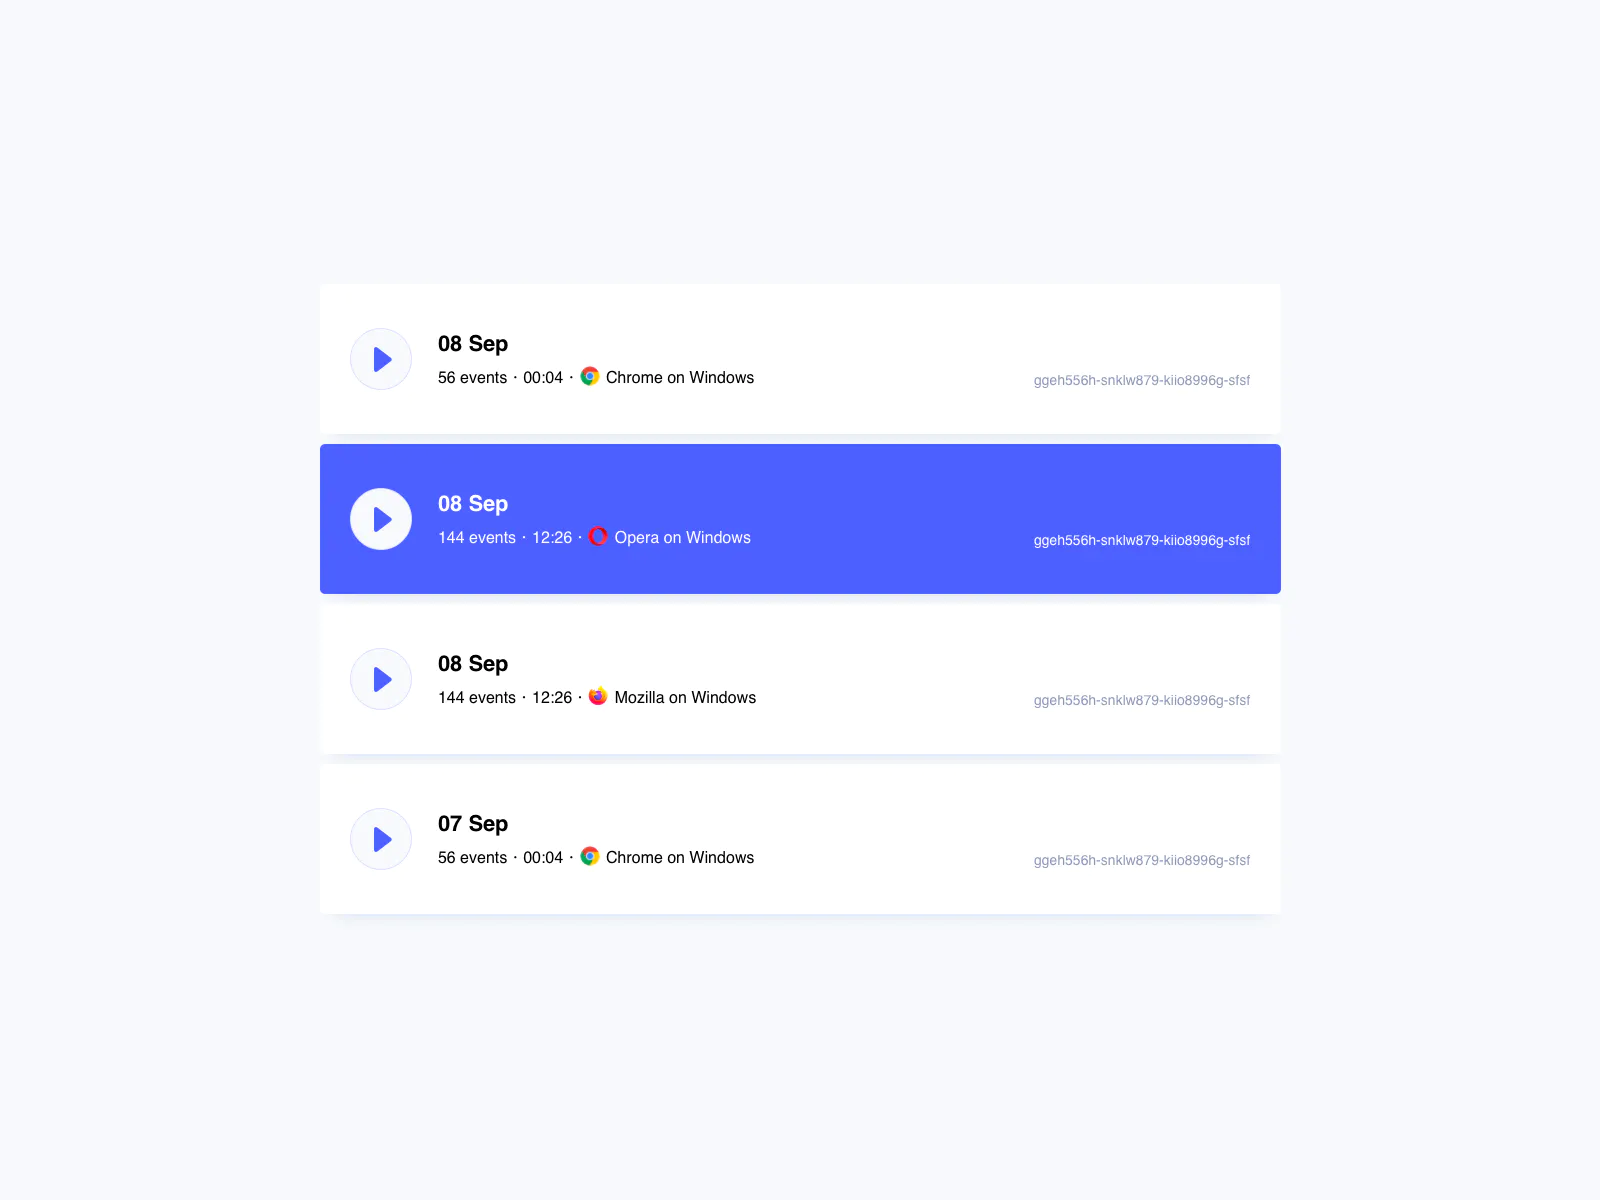 08 Sep
56 events · 00:04 · Chrome on Windows
ggeh556h-snklw879-kiio8996g-sfsf
08 Sep
144 events · 12:26 · Opera on Windows
ggeh556h-snklw879-kiio8996g-sfsf
08 Sep
144 events · 12:26 · Mozilla on Windows
ggeh556h-snklw879-kiio8996g-sfsf
07 Sep
56 events · 00:04 · Chrome on Windows
ggeh556h-snklw879-kiio8996g-sfsf